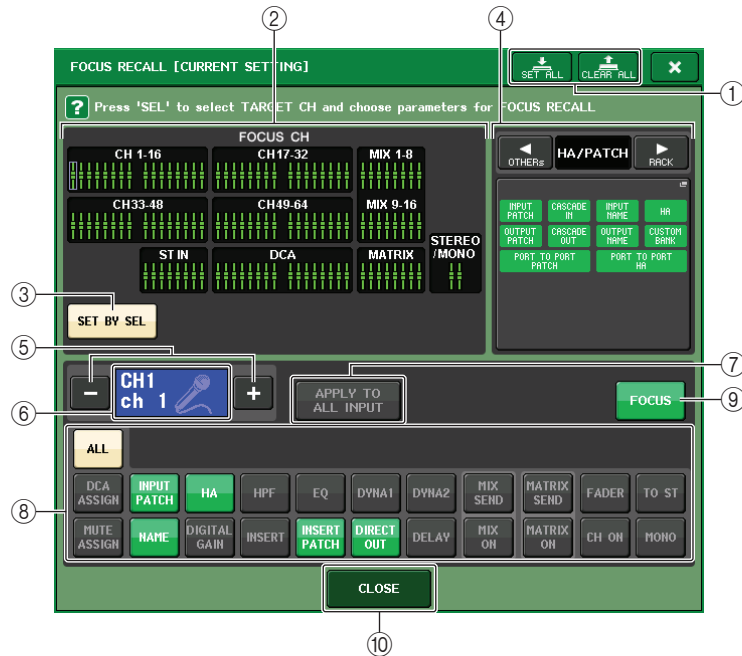 ② ④
FOCUS RECALL [CURRENT SETTING]
SET ALL CLEAR ALL
①
? Press 'SEL' to select TARGET CH and choose parameters for FOCUS RECALL
FOCUS CH
CH 1-16 CH17-32 MIX 1-8
CH33-48 CH49-64 MIX 9-16
ST IN DCA MATRIX STEREO
/MONO
OTHERs HA/PATCH RACK
INPUT PATCH CASCADE IN INPUT NAME HA
OUTPUT PATCH CASCADE OUT OUTPUT NAME CUSTOM BANK
PORT TO PORT PATCH PORT TO PORT HA
③
SET BY SEL
⑤ ⑦
− CH1 +
ch 1
⑥
APPLY TO
ALL INPUT
FOCUS
⑨
ALL
⑧
DCA ASSIGN INPUT PATCH HA HPF EQ DYNA1 DYNA2 MIX SEND MATRIX SEND FADER TO ST
MUTE ASSIGN NAME DIGITAL GAIN INSERT INSERT PATCH DIRECT OUT DELAY MIX ON MATRIX ON CH ON MONO
CLOSE
⑩